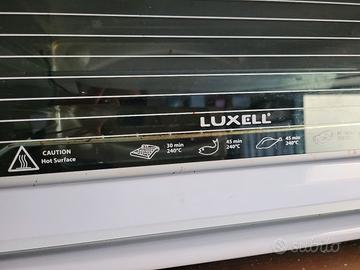 LUXELL®
CAUTION
Hot Surface
30 min
240°C
45 min
240°C
45 min
240°C
subito